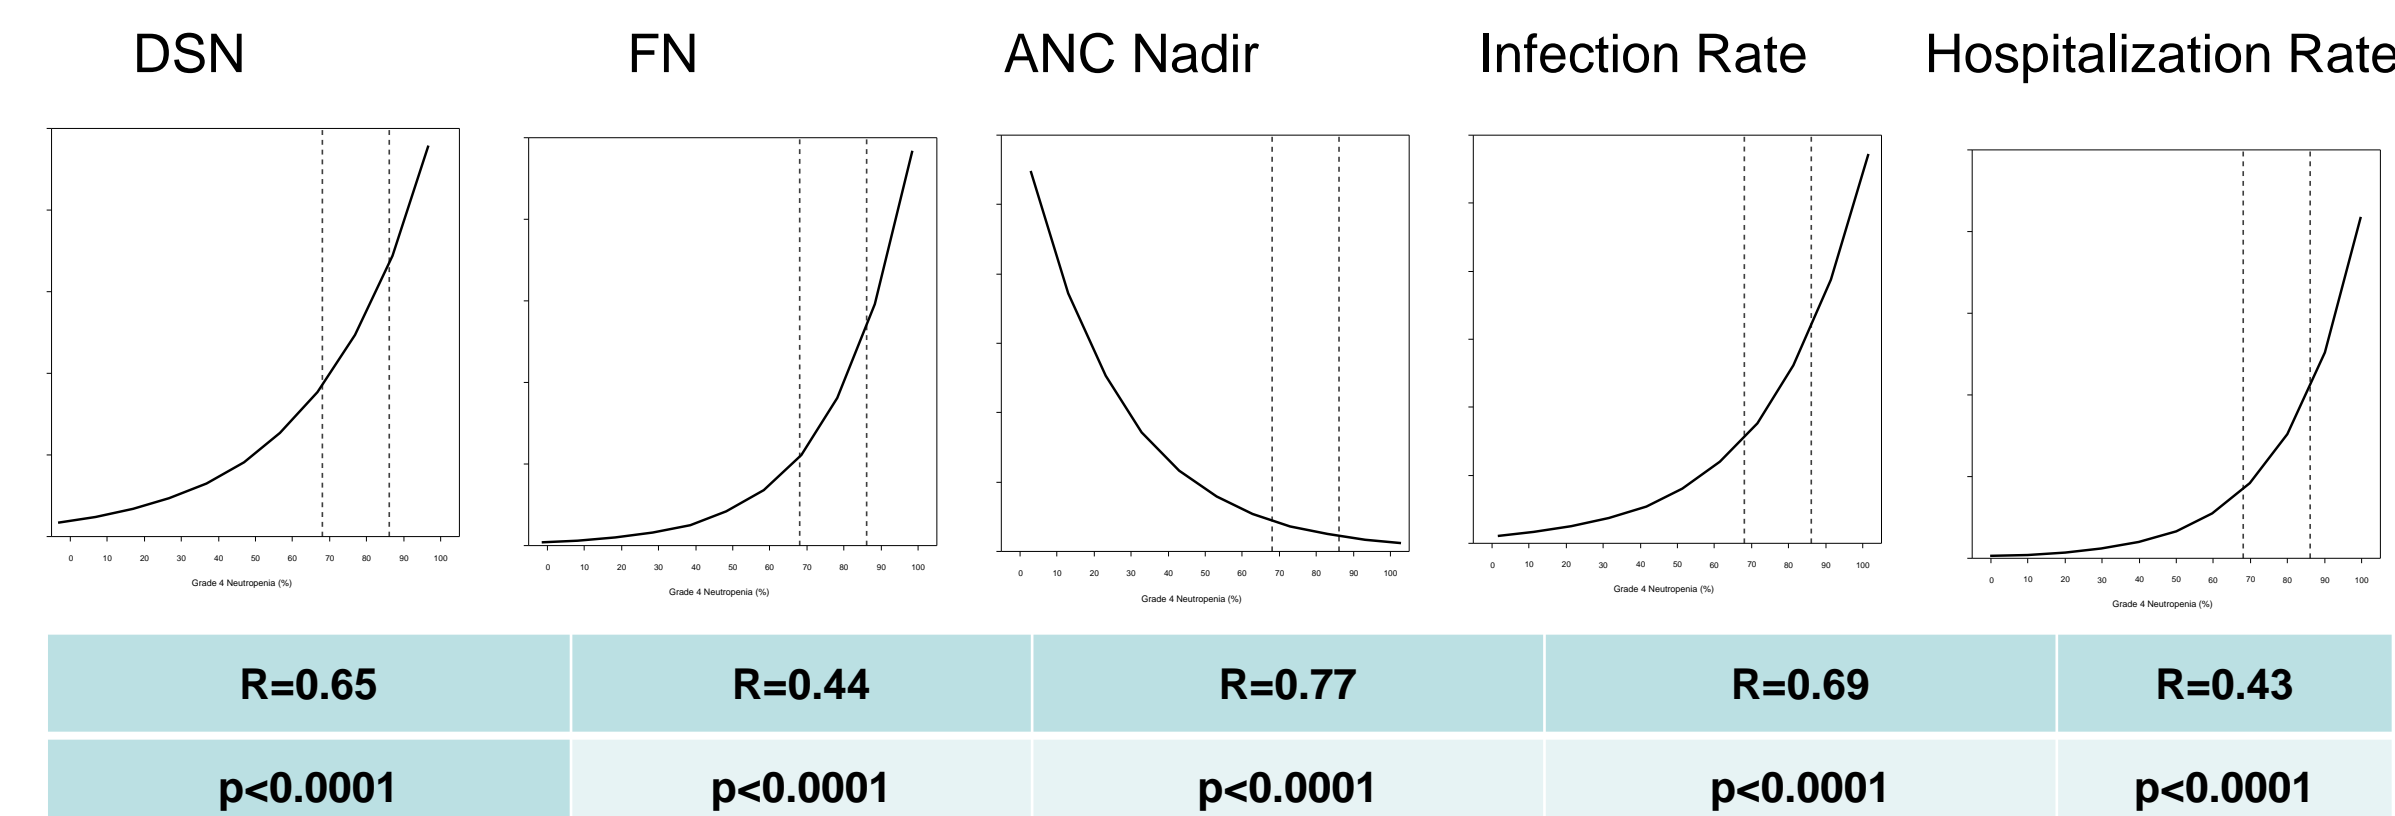 DSN FN ANC Nadir Infection Rate Hospitalization Rate
0 10 20 30 40 50 60 70 80 90 100
Grade 4 Neutropenia (%)
0 10 20 30 40 50 60 70 80 90 100
Grade 4 Neutropenia (%)
0 10 20 30 40 50 60 70 80 90 100
Grade 4 Neutropenia (%)
0 10 20 30 40 50 60 70 80 90 100
Grade 4 Neutropenia (%)
0 10 20 30 40 50 60 70 80 90 100
Grade 4 Neutropenia (%)
R=0.65 R=0.44 R=0.77 R=0.69 R=0.43
p<0.0001 p<0.0001 p<0.0001 p<0.0001 p<0.0001